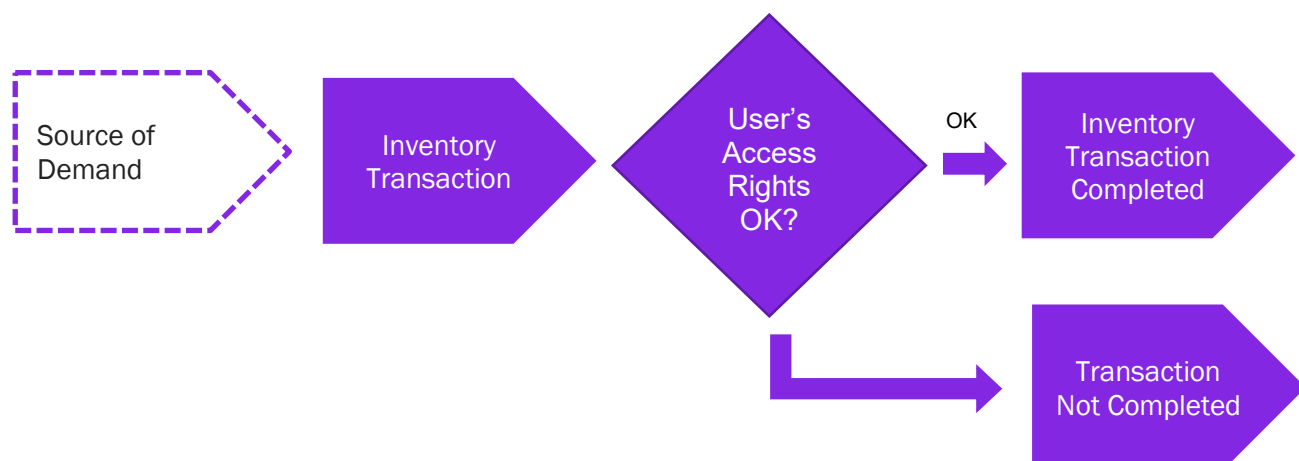 Source of
Demand
Inventory
Transaction
User's
Access
Rights
OK?
OK
Inventory
Transaction
Completed
Transaction
Not Completed